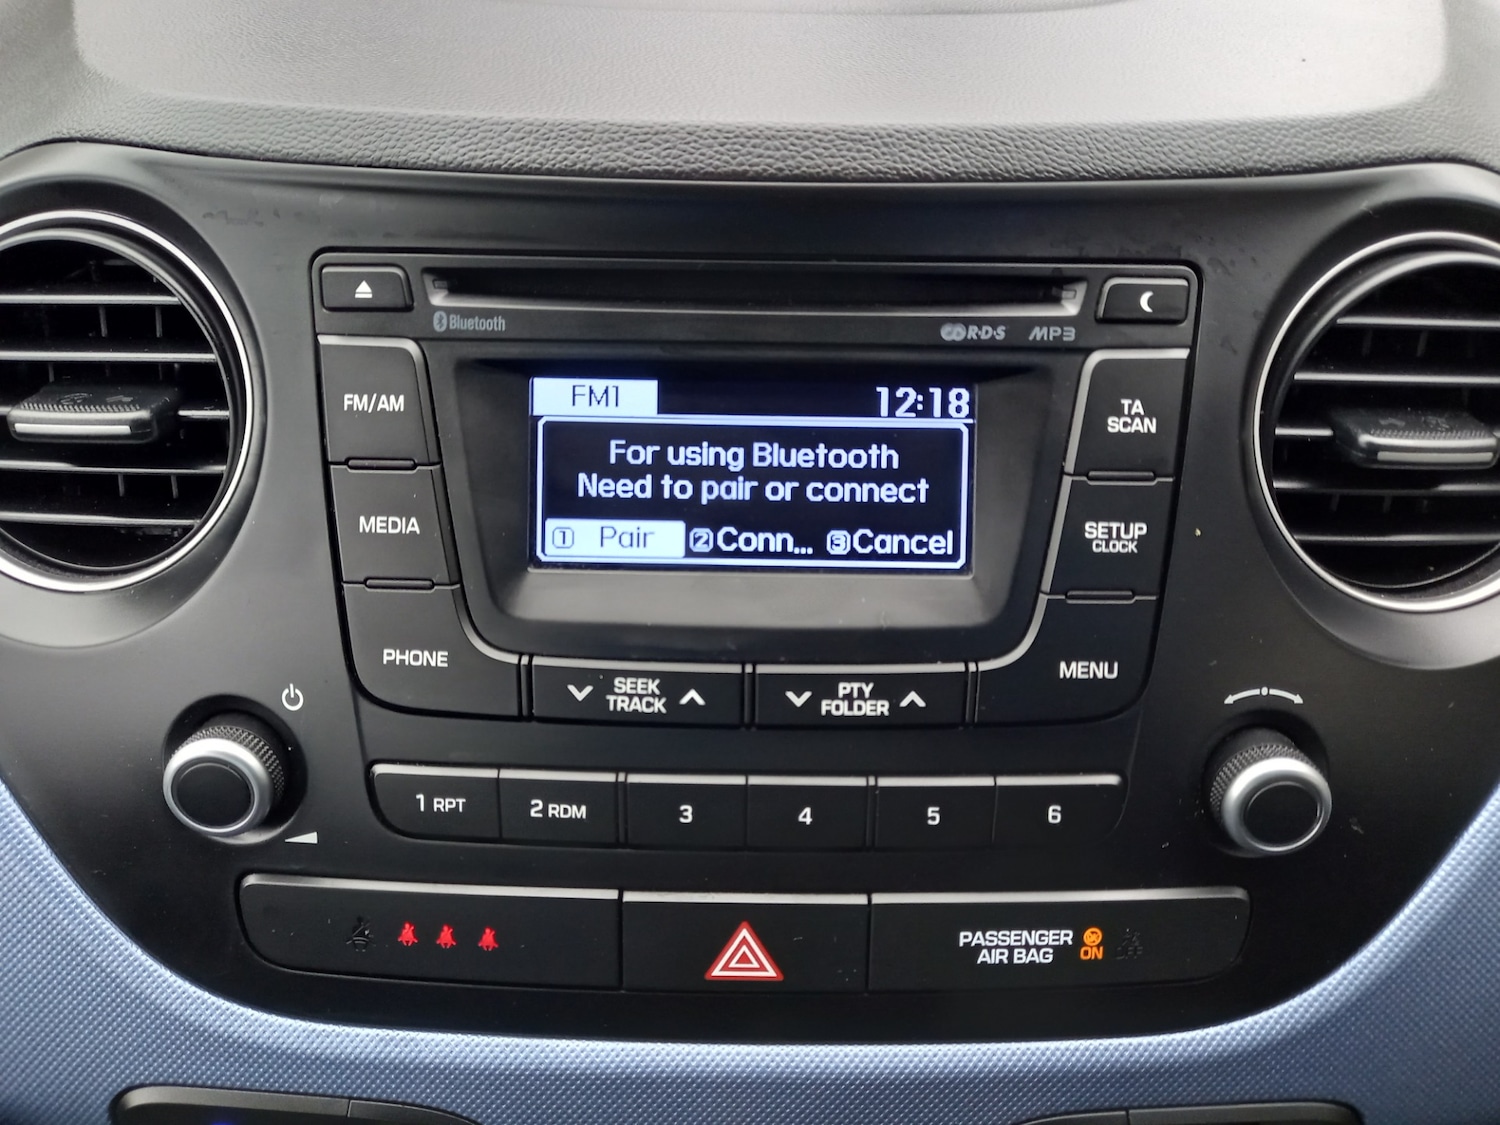 Bluetooth
R·D·S
MP3
FM/AM
MEDIA
PHONE
FM1
12:18
For using Bluetooth
Need to pair or connect
1 Pair
2 Conn...
3 Cancel
TA
SCAN
SETUP
CLOCK
MENU
SEEK
TRACK
PTY
FOLDER
1 RPT
2 RDM
3
4
5
6
PASSENGER
AIR BAG
ON